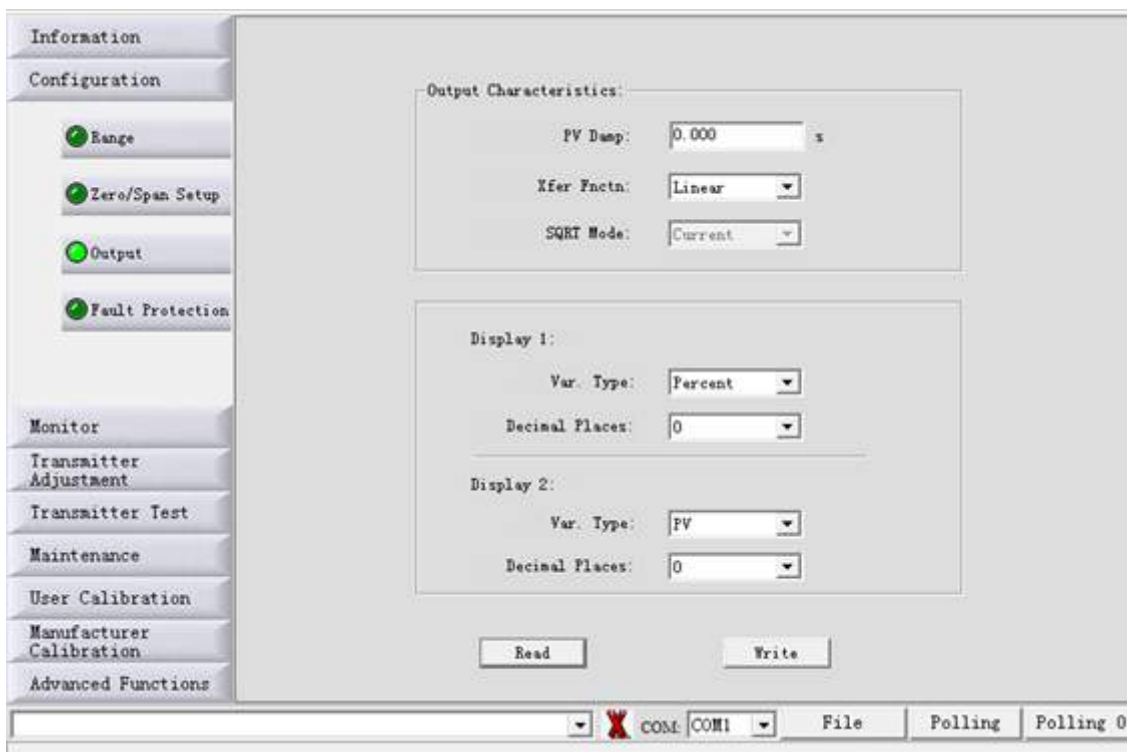 Information
Configuration
Range
Zero/Span Setup
Output
Fault Protection
Monitor
Transmitter
Adjustment
Transmitter Test
Maintenance
User Calibration
Manufacturer
Calibration
Advanced Functions
Output Characteristics:
PV Damp: 0.000 s
Xfer Fnctn: Linear
SQRT Mode: Current
Display 1:
Var. Type: Percent
Decimal Places: 0
Display 2:
Var. Type: PV
Decimal Places: 0
Read Write
COM: COM1 File Polling Polling 0